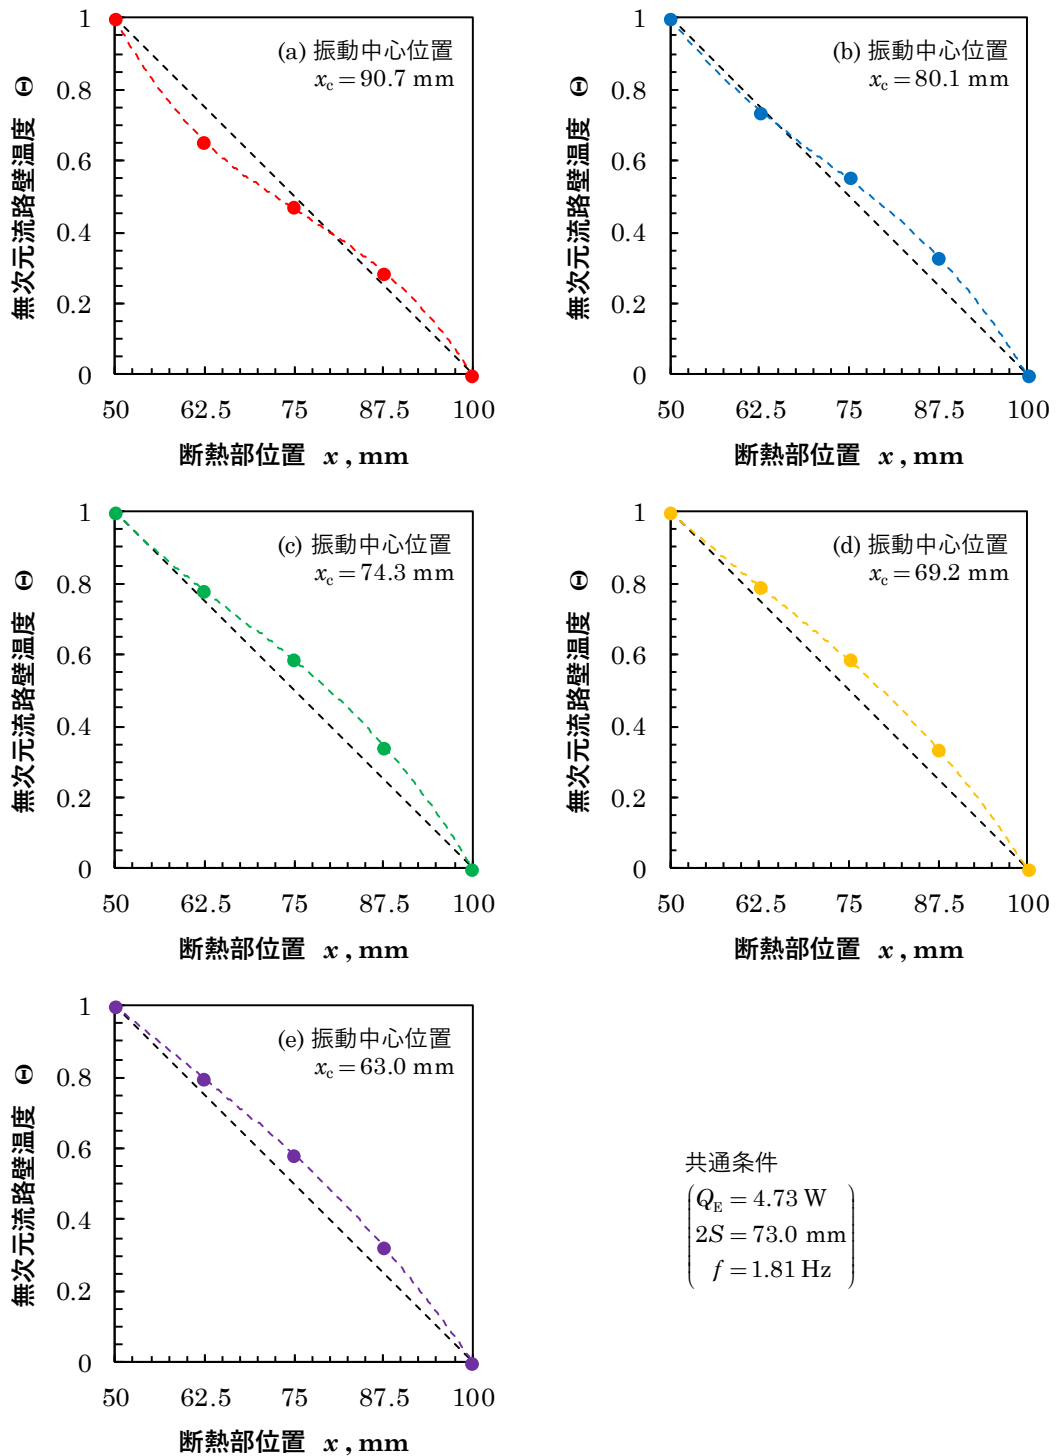 (a) 振動中心位置
x_c = 90.7 mm
無次元流路壁温度 Θ
1
0.8
0.6
0.4
0.2
0
50 62.5 75 87.5 100
断熱部位置 x , mm
(b) 振動中心位置
x_c = 80.1 mm
無次元流路壁温度 Θ
1
0.8
0.6
0.4
0.2
0
50 62.5 75 87.5 100
断熱部位置 x , mm
(c) 振動中心位置
x_c = 74.3 mm
無次元流路壁温度 Θ
1
0.8
0.6
0.4
0.2
0
50 62.5 75 87.5 100
断熱部位置 x , mm
(d) 振動中心位置
x_c = 69.2 mm
無次元流路壁温度 Θ
1
0.8
0.6
0.4
0.2
0
50 62.5 75 87.5 100
断熱部位置 x , mm
(e) 振動中心位置
x_c = 63.0 mm
無次元流路壁温度 Θ
1
0.8
0.6
0.4
0.2
0
50 62.5 75 87.5 100
断熱部位置 x , mm
共通条件
Q_E = 4.73 W
2S = 73.0 mm
f = 1.81 Hz